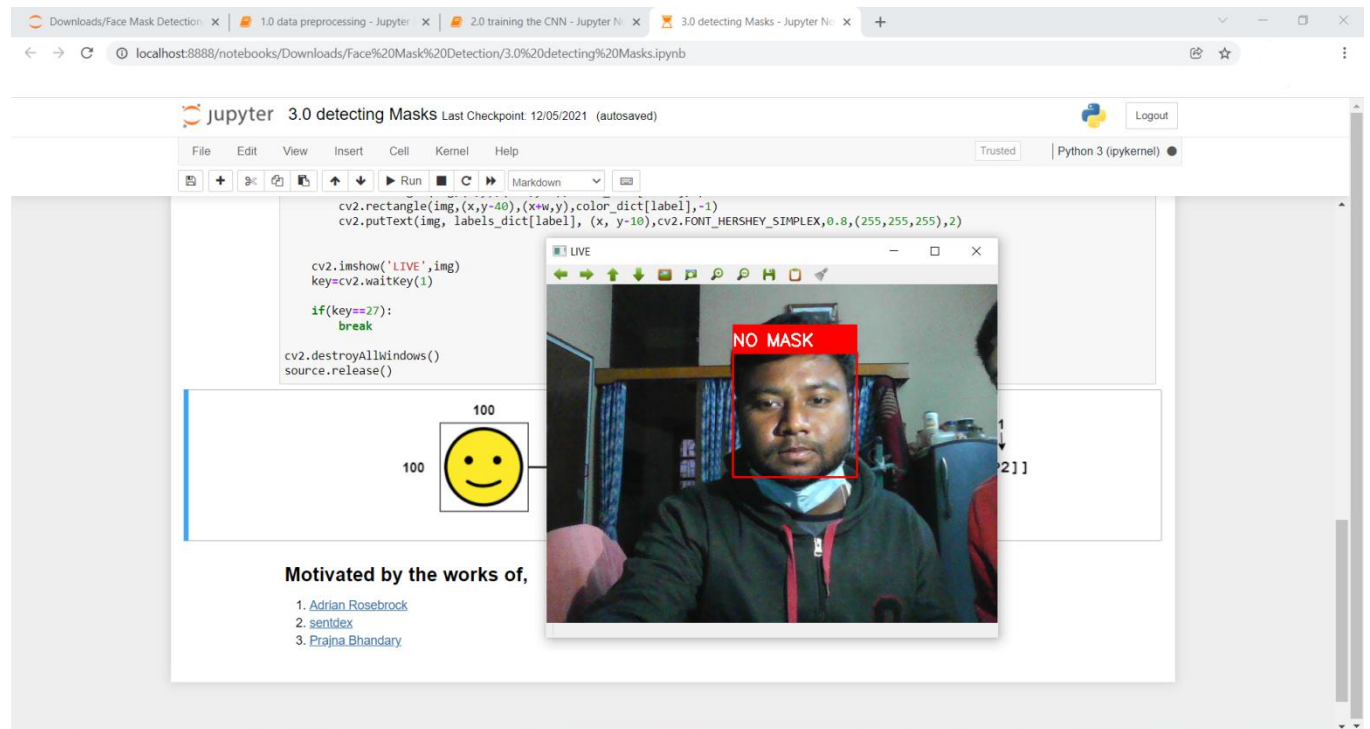 Downloads/Face Mask Detection, 1.0 data preprocessing - Jupyter 2.0 training the CNN - Jupyter No 3.0 detecting Masks - Jupyter No
localhost:8888/notebooks/Downloads/Face%20Mask%20Detection/3.0%20detecting%20Masks.ipynb
jupyter 3.0 detecting Masks Last Checkpoint: 12/05/2021 (autosaved) Logout
File Edit View Insert Cell Kernel Help Trusted Python 3 (ipykernel)
Run Markdown
cv2.rectangle(img,(x,y-40),(x+w,y),color_dict[label],-1)
cv2.putText(img, labels_dict[label], (x, y-10),cv2.FONT_HERSHEY_SIMPLEX,0.8,(255,255,255),2)
cv2.imshow('LIVE',img)
key=cv2.waitKey(1)
if(key==27):
break
cv2.destroyAllWindows()
source.release()
LIVE
NO MASK
100
100
1
2]]
Motivated by the works of,
1. Adrian Rosebrock
2. sentdex
3. Prajna Bhandary